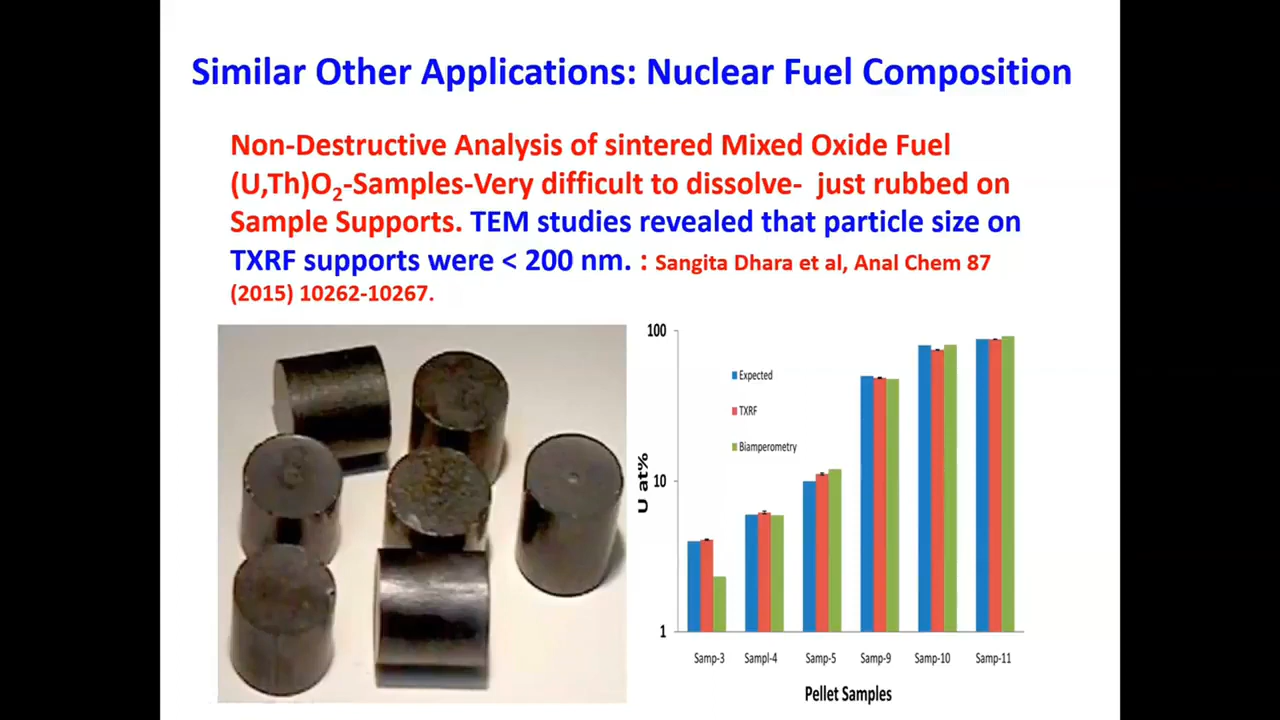 Similar Other Applications: Nuclear Fuel Composition
Non-Destructive Analysis of sintered Mixed Oxide Fuel
(U,Th)O2-Samples-Very difficult to dissolve- just rubbed on
Sample Supports. TEM studies revealed that particle size on
TXRF supports were < 200 nm. : Sangita Dhara et al, Anal Chem 87
(2015) 10262-10267.
100
Expected
TXRF
Biamperometry
U at%
10
1
Samp-3 Sampl-4 Samp-5 Samp-9 Samp-10 Samp-11
Pellet Samples